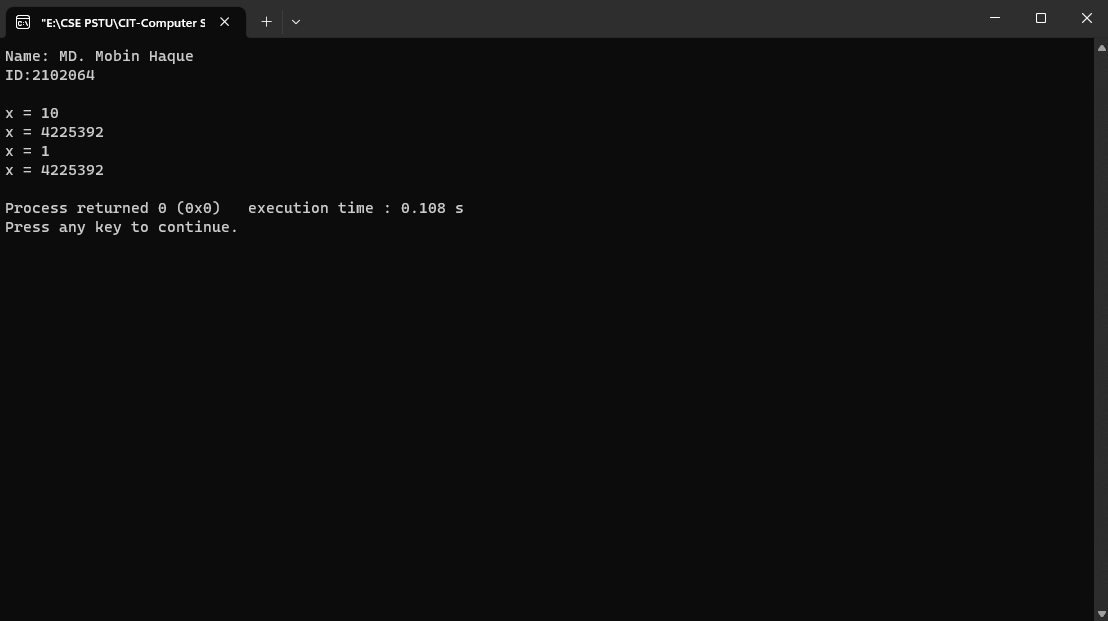 "E:\CSE PSTU\CIT-Computer S
Name: MD. Mobin Haque
ID:2102064
x = 10
x = 4225392
x = 1
x = 4225392
Process returned 0 (0x0)   execution time : 0.108 s
Press any key to continue.